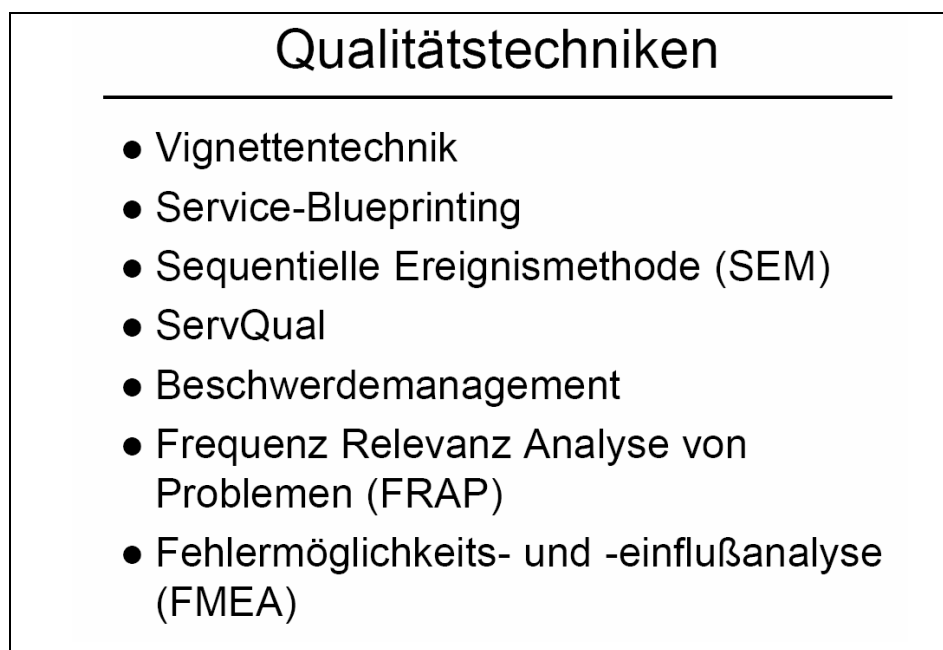 Qualitätstechniken
● Vignettentechnik
● Service-Blueprinting
● Sequentielle Ereignismethode (SEM)
● ServQual
● Beschwerdemanagement
● Frequenz Relevanz Analyse von
Problemen (FRAP)
● Fehlermöglichkeits- und -einflußanalyse
(FMEA)